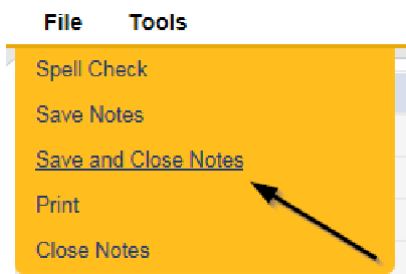 File Tools
Spell Check
Save Notes
Save and Close Notes
Print
Close Notes